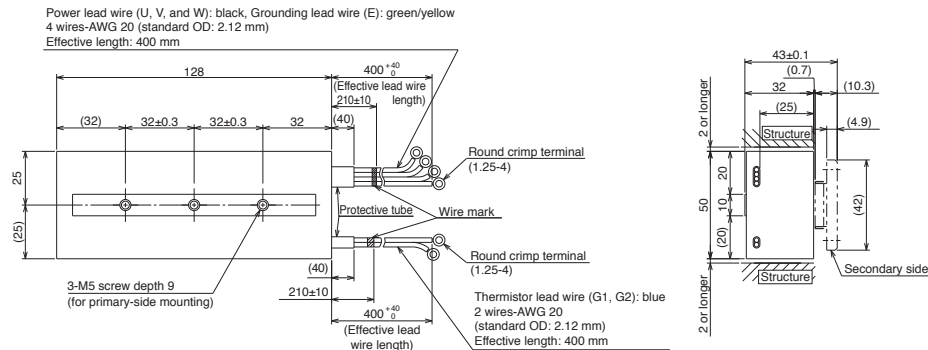 Power lead wire (U, V, and W): black, Grounding lead wire (E): green/yellow
4 wires-AWG 20 (standard OD: 2.12 mm)
Effective length: 400 mm
128
400 +40 0
(Effective lead wire
length)
210±10
(32)
32±0.3
32±0.3
32
(40)
25
(25)
Round crimp terminal
(1.25-4)
Protective tube
Wire mark
Round crimp terminal
(1.25-4)
(40)
210±10
400 +40 0
(Effective lead
wire length)
3-M5 screw depth 9
(for primary-side mounting)
Thermistor lead wire (G1, G2): blue
2 wires-AWG 20
(standard OD: 2.12 mm)
Effective length: 400 mm
43±0.1
(0.7)
32
(10.3)
(25)
(4.9)
2 or longer
Structure
50
20
10
(20)
(42)
2 or longer
Structure
Secondary side